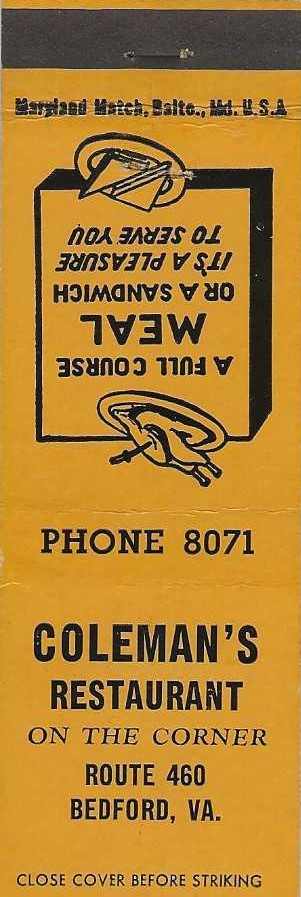 Maryland Match, Balto., Md. U.S.A
A FULL COURSE
MEAL
OR A SANDWICH
IT'S A PLEASURE
TO SERVE YOU
PHONE 8071
COLEMAN'S
RESTAURANT
ON THE CORNER
ROUTE 460
BEDFORD, VA.
CLOSE COVER BEFORE STRIKING